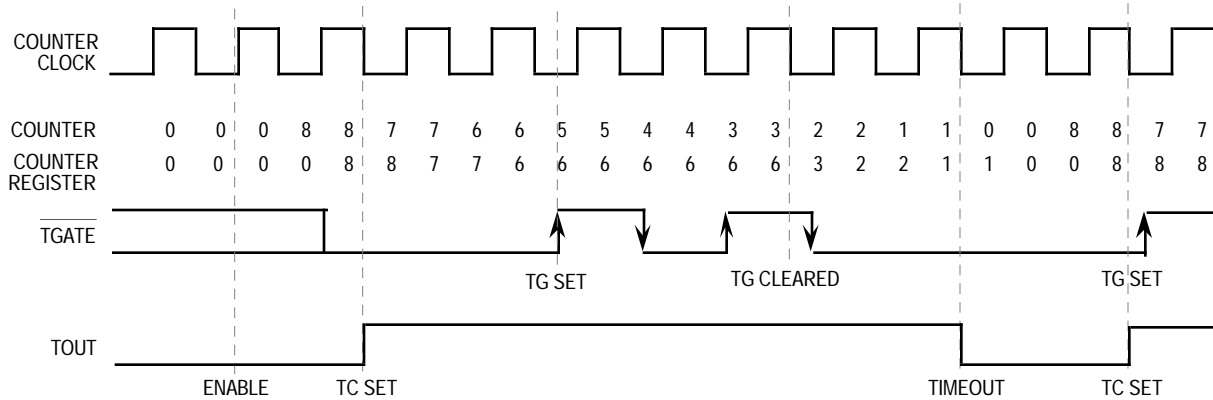 COUNTER
CLOCK
COUNTER 0 0 0 8 8 7 7 6 6 5 5 4 4 3 3 2 2 1 1 0 0 8 8 7 7
COUNTER
REGISTER 0 0 0 0 8 8 7 7 6 6 6 6 6 6 6 3 2 2 1 1 0 0 8 8 8
TGATE
TG SET TG CLEARED TG SET
TOUT
ENABLE TC SET TIMEOUT TC SET